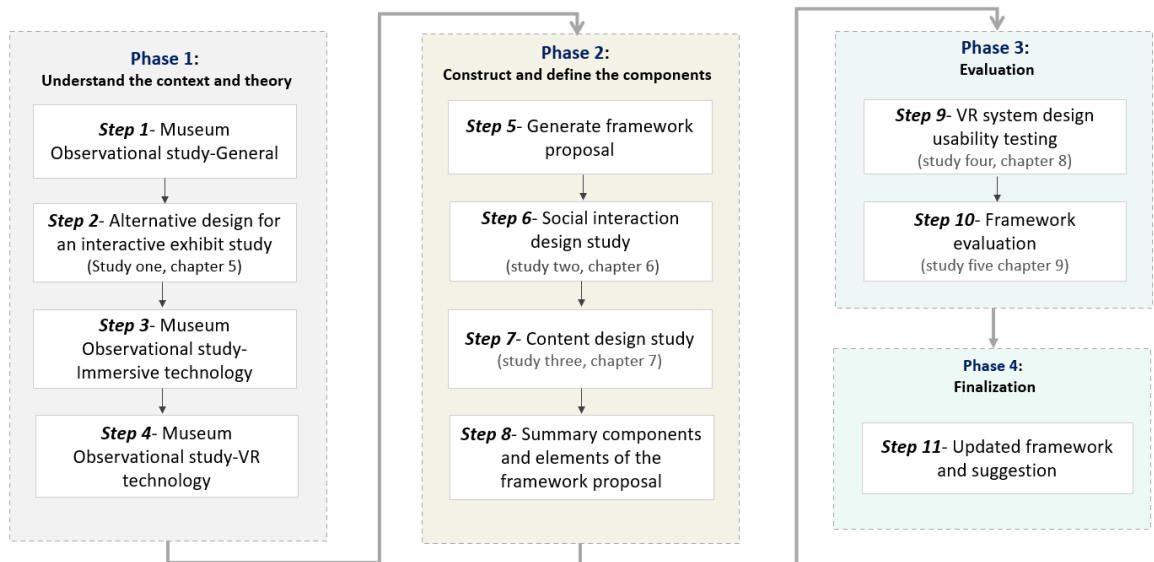 Phase 1:
Understand the context and theory
Step 1- Museum
Observational study-General
Step 2- Alternative design for
an interactive exhibit study
(Study one, chapter 5)
Step 3- Museum
Observational study-
Immersive technology
Step 4- Museum
Observational study-VR
technology
Phase 2:
Construct and define the components
Step 5- Generate framework
proposal
Step 6- Social interaction
design study
(study two, chapter 6)
Step 7- Content design study
(study three, chapter 7)
Step 8- Summary components
and elements of the
framework proposal
Phase 3:
Evaluation
Step 9- VR system design
usability testing
(study four, chapter 8)
Step 10- Framework
evaluation
(study five chapter 9)
Phase 4:
Finalization
Step 11- Updated framework
and suggestion